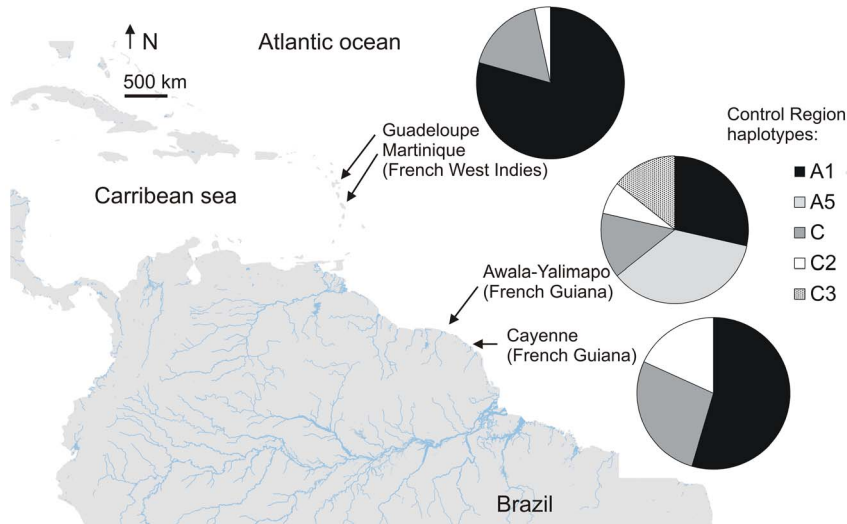 N
500 km
Atlantic ocean
Guadeloupe
Martinique
(French West Indies)
Carribean sea
Control Region
haplotypes:
A1
A5
C
C2
C3
Awala-Yalimapo
(French Guiana)
Cayenne
(French Guiana)
Brazil